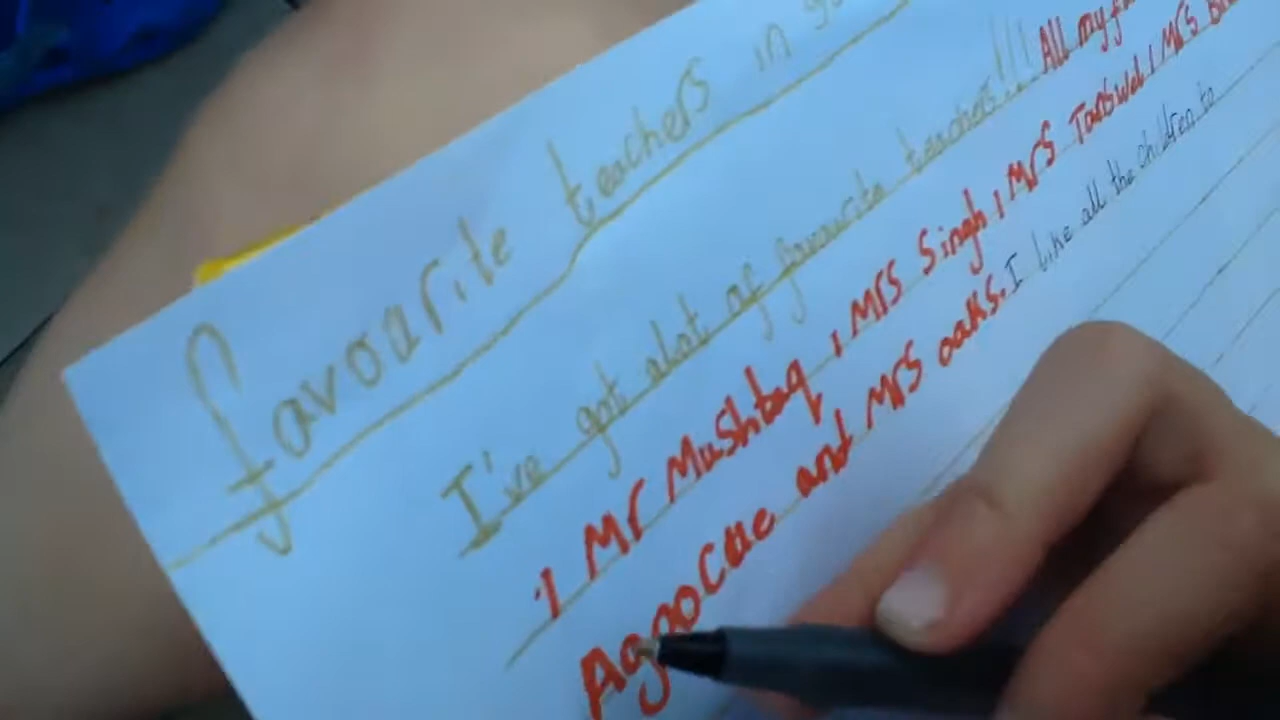 favourite teachers in
I've got alot of favourite teachers!!! All my
, Mr Mushtaq , Mrs Singh , Mrs , Mrs
and Mrs oaks. I like all the children to